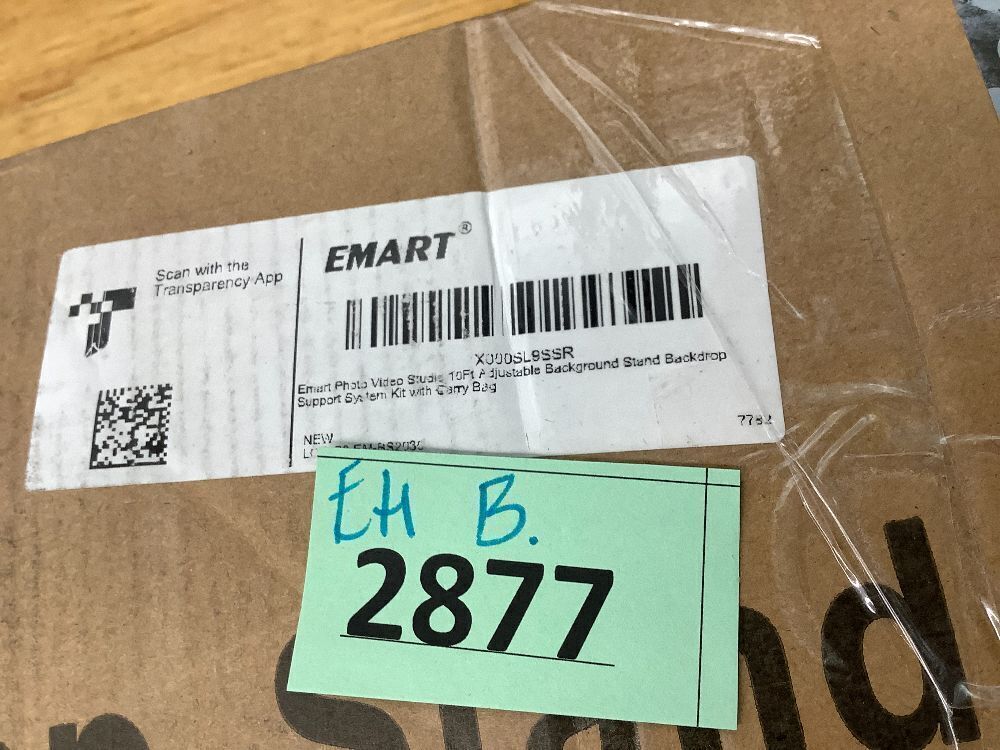 Scan with the
Transparency App
EMART®
X000SL9SSR
Emart Photo Video Studio 10Ft Adjustable Background Stand Backdrop
Support System Kit with Carry Bag
NEW
7782
EH B.
2877
Stand